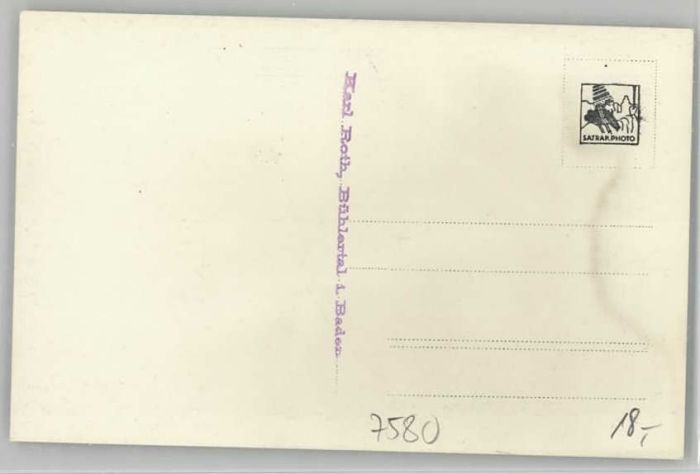 Karl Roth, Bühlertal i. Baden
SATRAP.PHOTO
7580
18,-